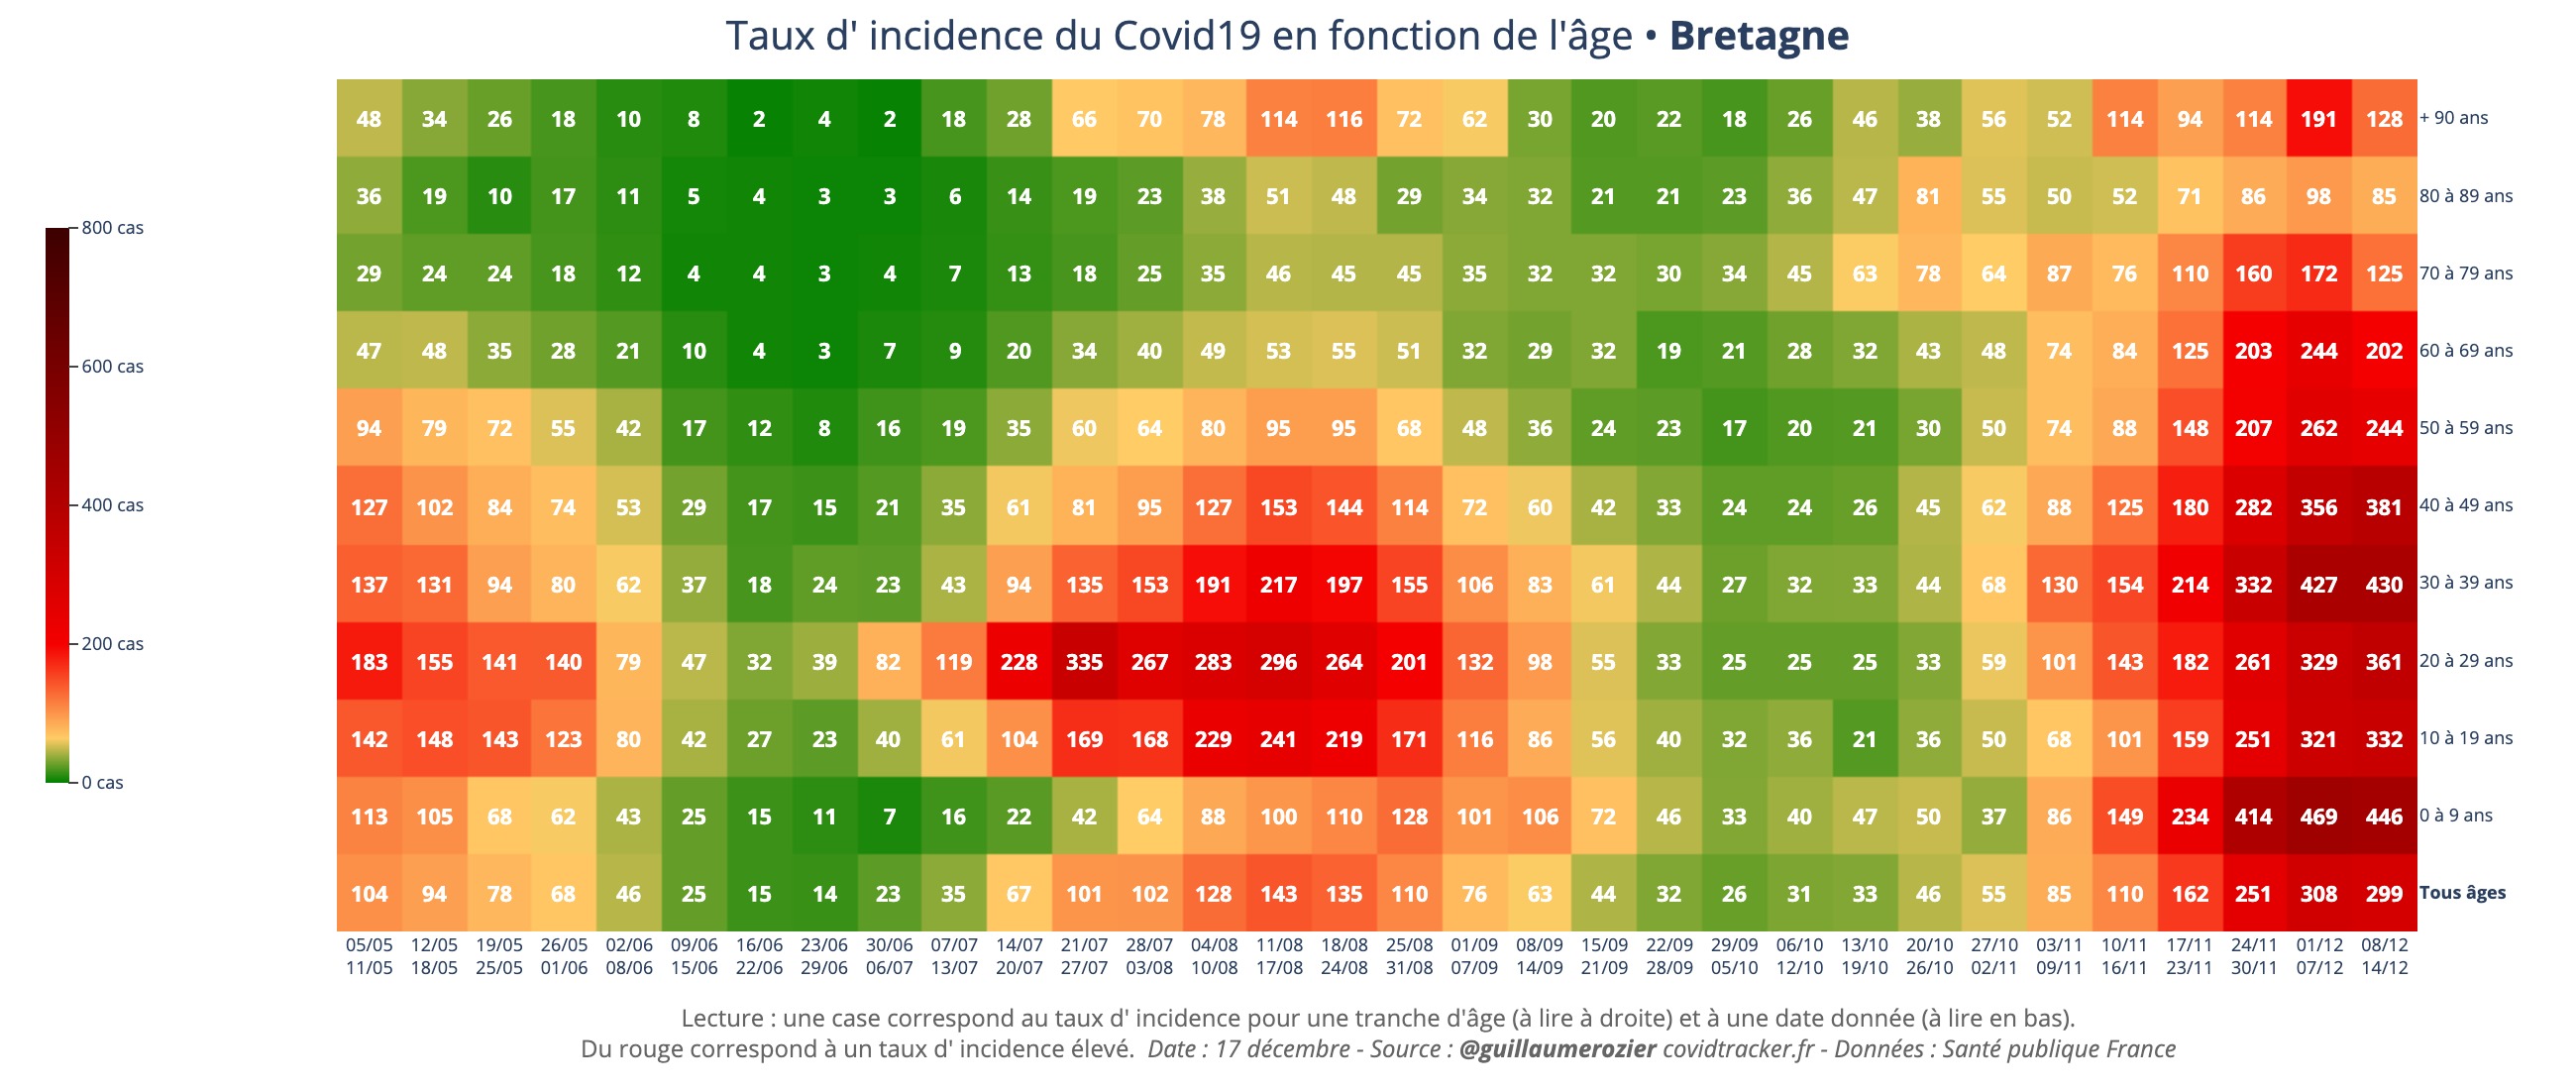 Taux d' incidence du Covid19 en fonction de l'âge • Bretagne
800 cas
600 cas
400 cas
200 cas
0 cas
48 34 26 18 10 8 2 4 2 18 28 66 70 78 114 116 72 62 30 20 22 18 26 46 38 56 52 114 94 114 191 128 + 90 ans
36 19 10 17 11 5 4 3 3 6 14 19 23 38 51 48 29 34 32 21 21 23 36 47 81 55 50 52 71 86 98 85 80 à 89 ans
29 24 24 18 12 4 4 3 4 7 13 18 25 35 46 45 45 35 32 32 30 34 45 63 78 64 87 76 110 160 172 125 70 à 79 ans
47 48 35 28 21 10 4 3 7 9 20 34 40 49 53 55 51 32 29 32 19 21 28 32 43 48 74 84 125 203 244 202 60 à 69 ans
94 79 72 55 42 17 12 8 16 19 35 60 64 80 95 95 68 48 36 24 23 17 20 21 30 50 74 88 148 207 262 244 50 à 59 ans
127 102 84 74 53 29 17 15 21 35 61 81 95 127 153 144 114 72 60 42 33 24 24 26 45 62 88 125 180 282 356 381 40 à 49 ans
137 131 94 80 62 37 18 24 23 43 94 135 153 191 217 197 155 106 83 61 44 27 32 33 44 68 130 154 214 332 427 430 30 à 39 ans
183 155 141 140 79 47 32 39 82 119 228 335 267 283 296 264 201 132 98 55 33 25 25 25 33 59 101 143 182 261 329 361 20 à 29 ans
142 148 143 123 80 42 27 23 40 61 104 169 168 229 241 219 171 116 86 56 40 32 36 21 36 50 68 101 159 251 321 332 10 à 19 ans
113 105 68 62 43 25 15 11 7 16 22 42 64 88 100 110 128 101 106 72 46 33 40 47 50 37 86 149 234 414 469 446 0 à 9 ans
104 94 78 68 46 25 15 14 23 35 67 101 102 128 143 135 110 76 63 44 32 26 31 33 46 55 85 110 162 251 308 299 Tous âges
05/05 12/05 19/05 26/05 02/06 09/06 16/06 23/06 30/06 07/07 14/07 21/07 28/07 04/08 11/08 18/08 25/08 01/09 08/09 15/09 22/09 29/09 06/10 13/10 20/10 27/10 03/11 10/11 17/11 24/11 01/12 08/12
11/05 18/05 25/05 01/06 08/06 15/06 22/06 29/06 06/07 13/07 20/07 27/07 03/08 10/08 17/08 24/08 31/08 07/09 14/09 21/09 28/09 05/10 12/10 19/10 26/10 02/11 09/11 16/11 23/11 30/11 07/12 14/12
Lecture : une case correspond au taux d' incidence pour une tranche d'âge (à lire à droite) et à une date donnée (à lire en bas).
Du rouge correspond à un taux d' incidence élevé. Date : 17 décembre - Source : @guillaumerozier covidtracker.fr - Données : Santé publique France